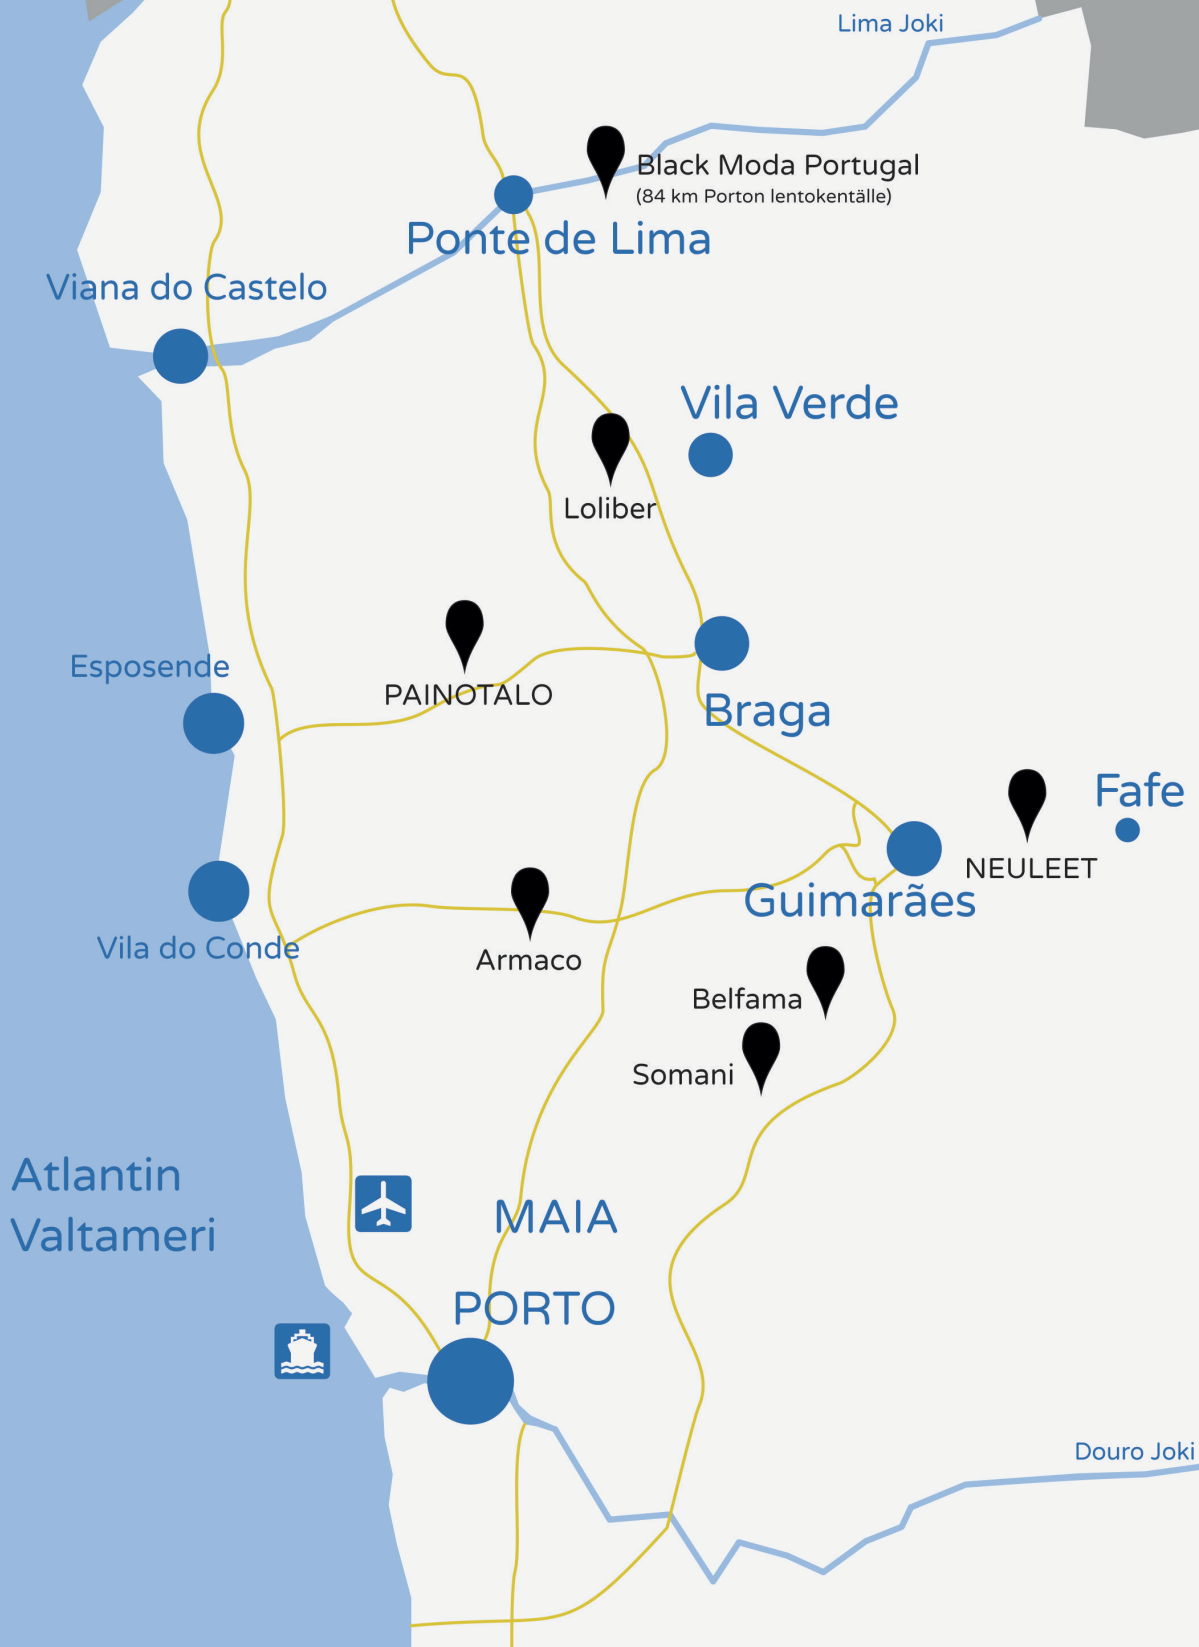 Lima Joki
Black Moda Portugal
(84 km Porton lentokentälle)
Ponte de Lima
Viana do Castelo
Vila Verde
Loliber
Esposende
PAINOTALO
Braga
Fafe
NEULEET
Guimarães
Vila do Conde
Armaco
Belfama
Somani
Atlantin
Valtameri
MAIA
PORTO
Douro Joki